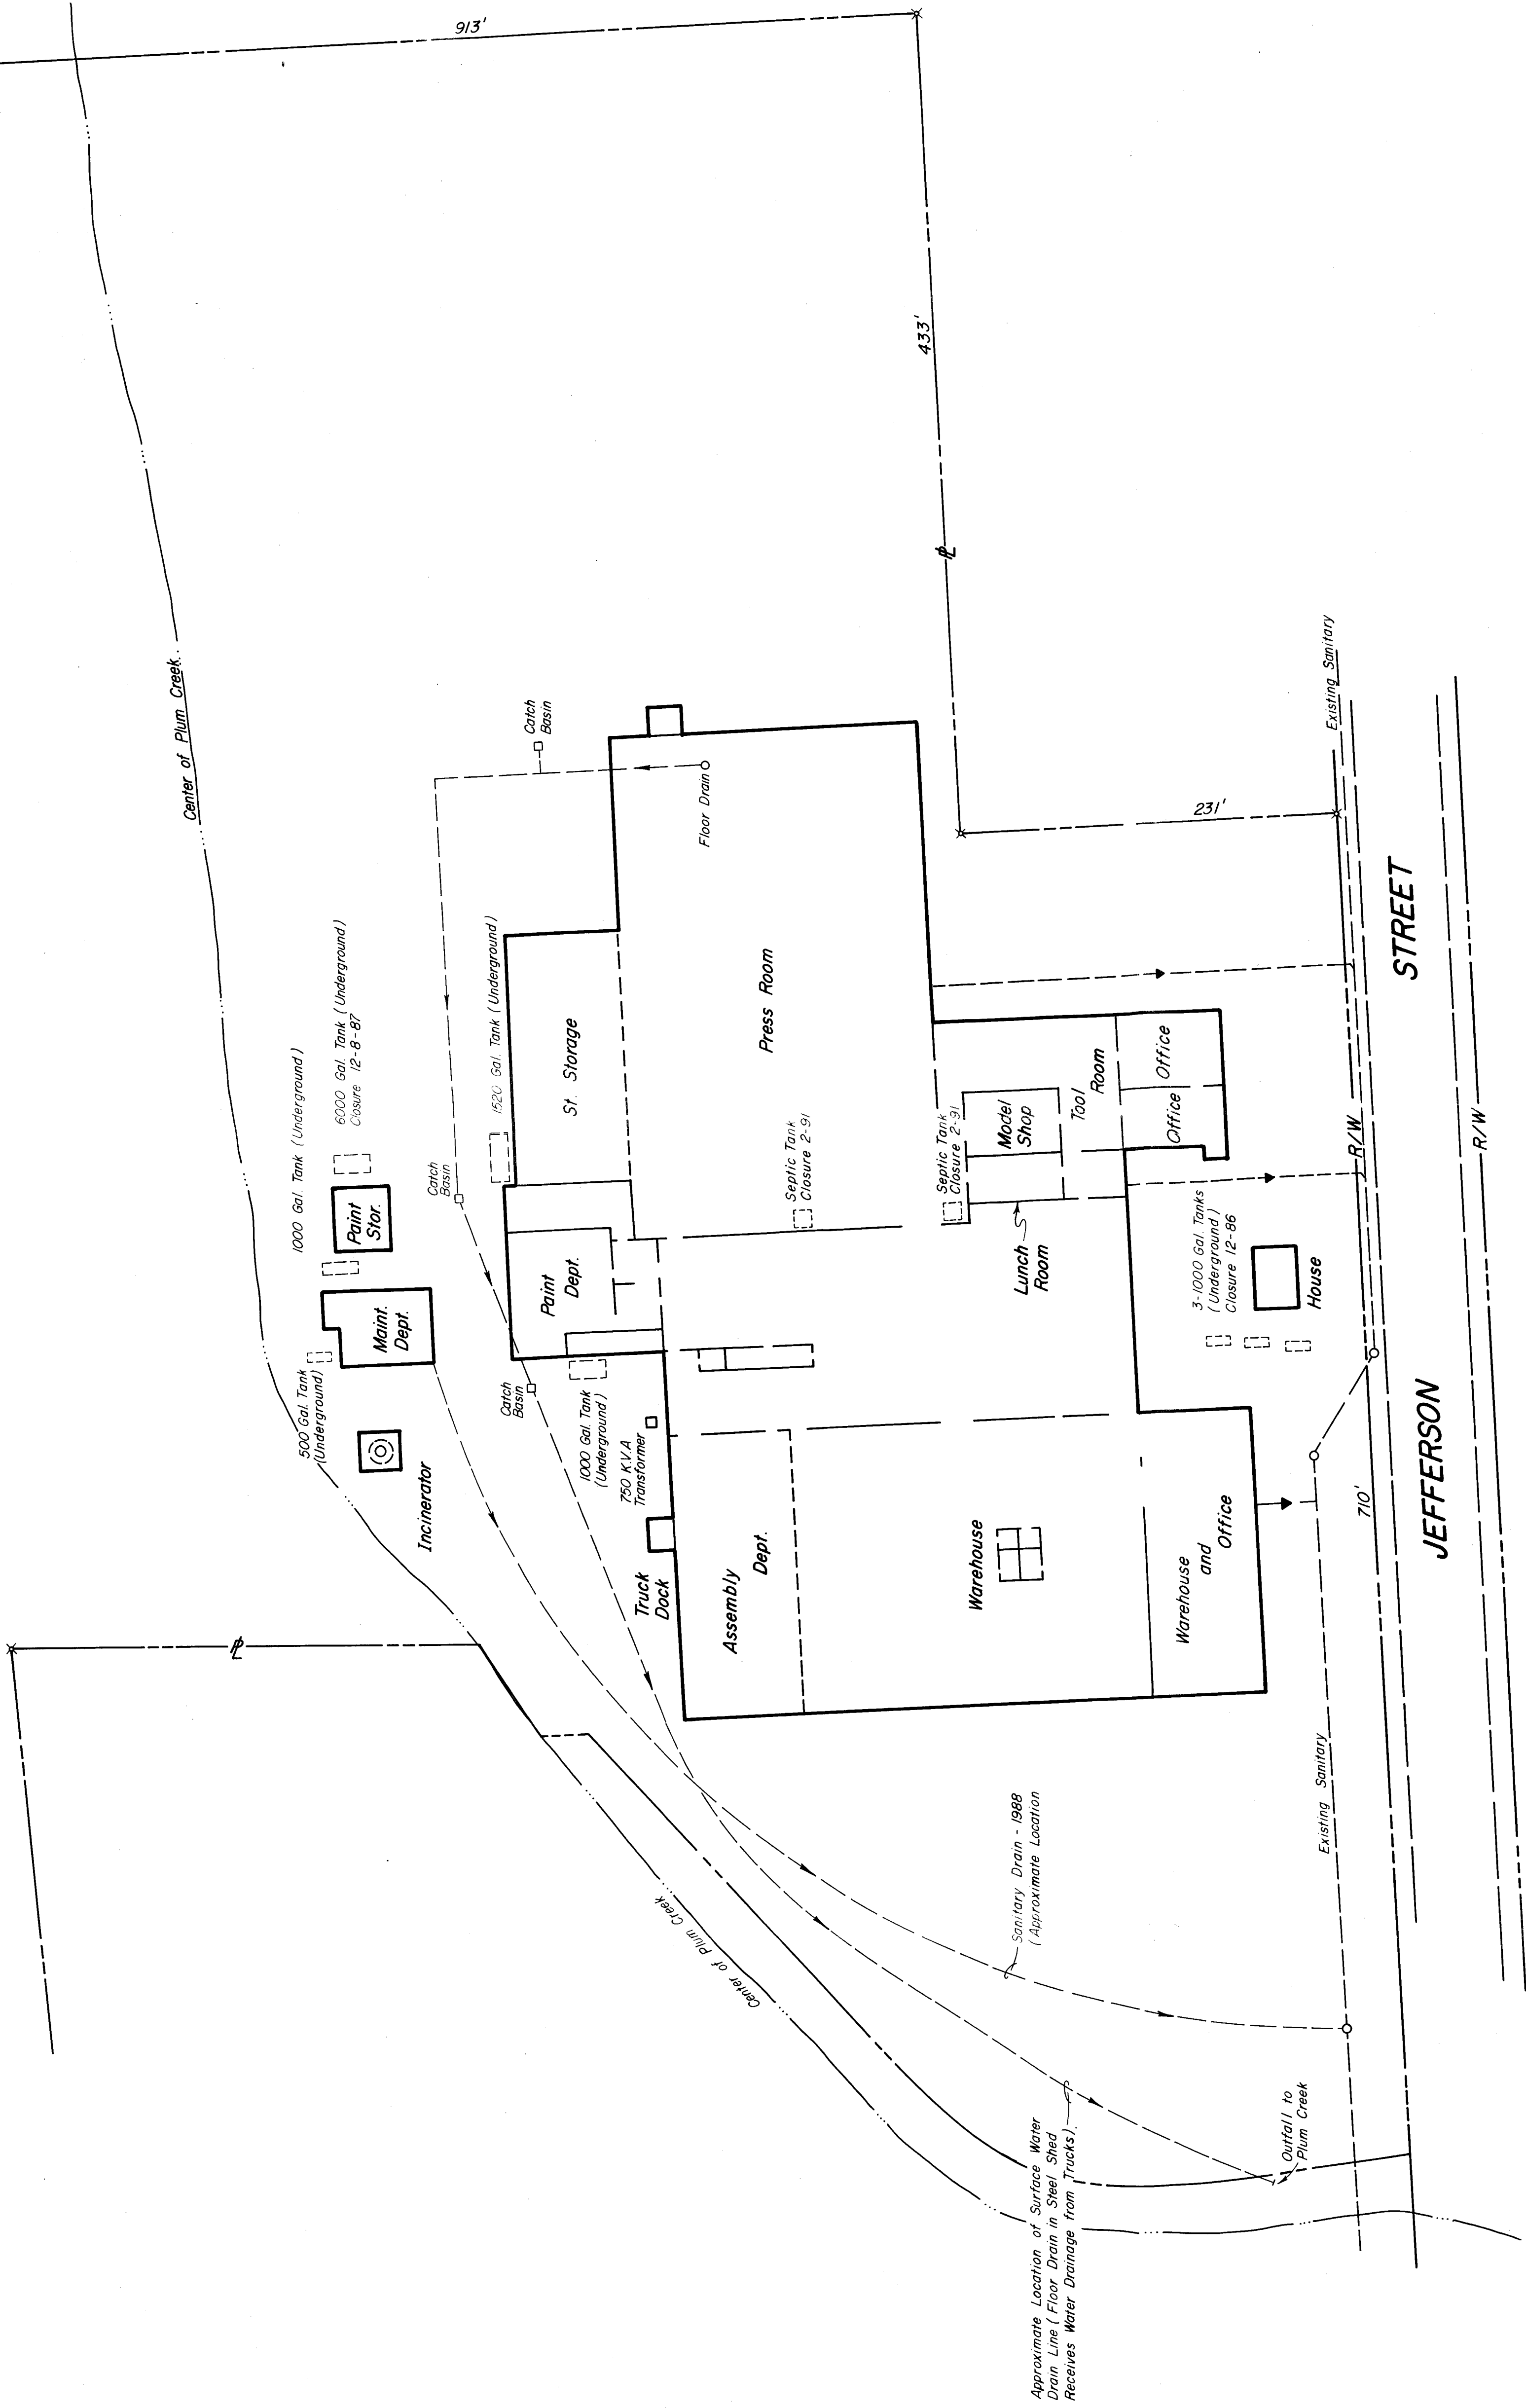 913'
433'
PL
231'
Center of Plum Creek
1000 Gal. Tank (Underground)
6000 Gal. Tank (Underground)
Closure 12-8-87
Paint
Stor.
Maint.
Dept.
500 Gal. Tank
(Underground)
Incinerator
Catch
Basin
Floor Drain
1520 Gal. Tank (Underground)
Catch
Basin
St. Storage
Press Room
Paint
Dept.
Catch
Basin
1000 Gal. Tank
(Underground)
750 K.V.A
Transformer
Truck
Dock
Septic Tank
Closure 2-91
Septic Tank
Closure 2-91
Model
Shop
Tool
Room
Office
Office
Lunch
Room
3-1000 Gal. Tanks
(Underground)
Closure 12-86
House
Assembly
Dept.
Warehouse
Warehouse
and
Office
PL
Center of Plum Creek
Sanitary Drain - 1988
(Approximate Location
Existing Sanitary
Existing Sanitary
710'
R/W
R/W
JEFFERSON STREET
Approximate Location of Surface Water
Drain Line (Floor Drain in Steel Shed
Receives Water Drainage from Trucks).
Outfall to
Plum Creek